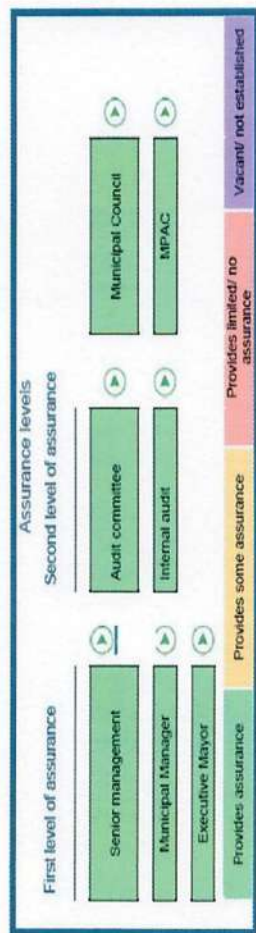 Assurance levels
First level of assurance
Second level of assurance
Senior management
Municipal Manager
Executive Mayor
Audit committee
Internal audit
Municipal Council
MPAC
Provides assurance
Provides some assurance
Provides limited/ no
assurance
Vacant/ not established